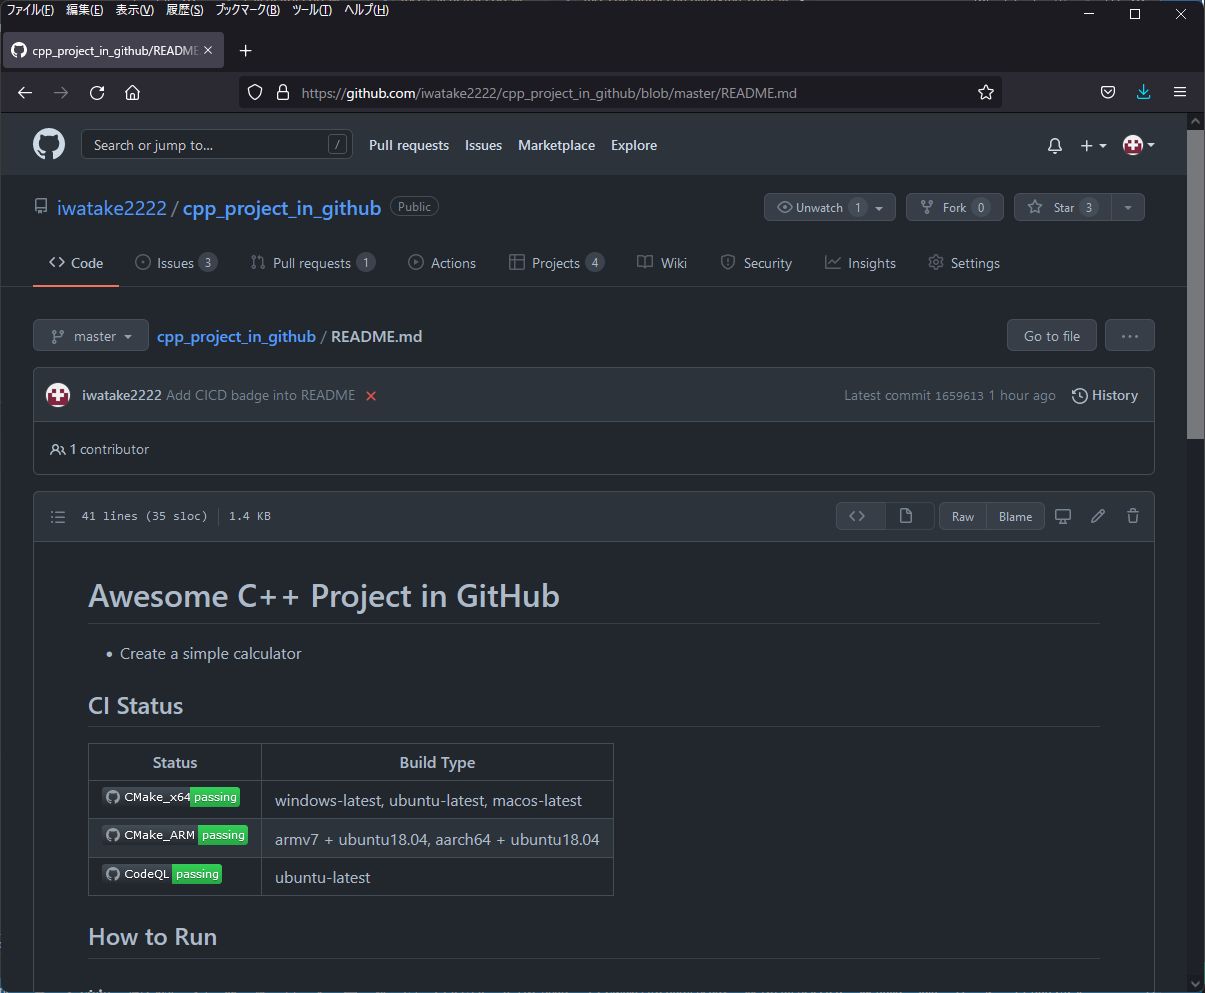 ファイル(F) 編集(E) 表示(V) 履歴(S) ブックマーク(B) ツール(T) ヘルプ(H)
cpp_project_in_github/README
https://github.com/iwatake2222/cpp_project_in_github/blob/master/README.md
Search or jump to... / Pull requests Issues Marketplace Explore
iwatake2222 / cpp_project_in_github Public Unwatch 1 Fork 0 Star 3
Code Issues 3 Pull requests 1 Actions Projects 4 Wiki Security Insights Settings
master cpp_project_in_github / README.md Go to file ...
iwatake2222 Add CICD badge into README Latest commit 1659613 1 hour ago History
1 contributor
41 lines (35 sloc) 1.4 KB Raw Blame
Awesome C++ Project in GitHub
• Create a simple calculator
CI Status
Status Build Type
CMake_x64 passing windows-latest, ubuntu-latest, macos-latest
CMake_ARM passing armv7 + ubuntu18.04, aarch64 + ubuntu18.04
CodeQL passing ubuntu-latest
How to Run